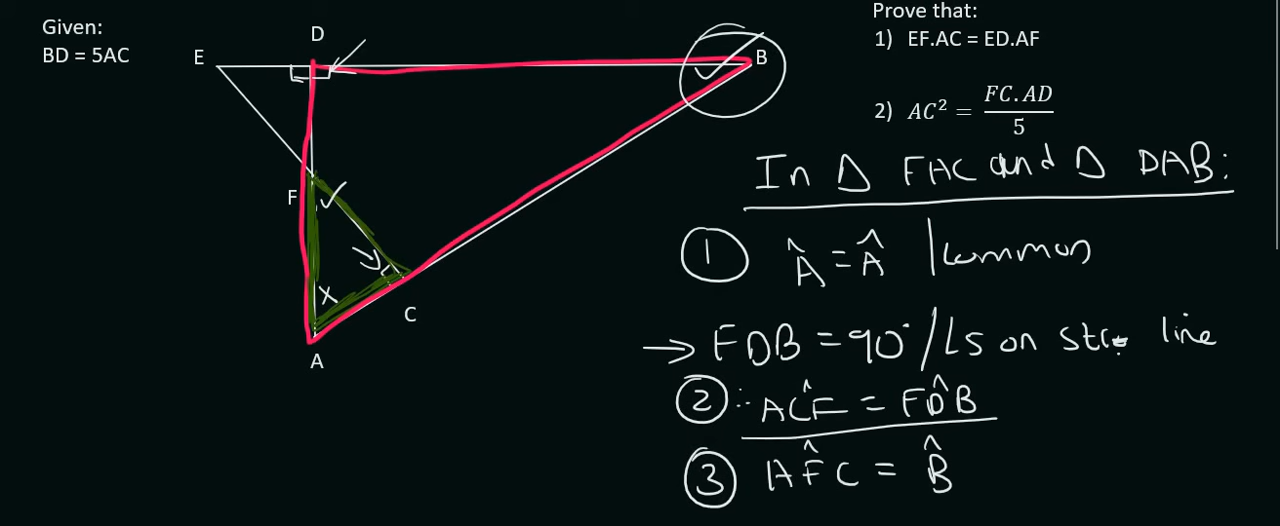 Given:
BD = 5AC
Prove that:
1) EF.AC = ED.AF
2) AC² = FC.AD / 5
D
E
B
F
X
C
A
In Δ FAC and Δ DAB:
① Â = Â /common
→ FDB = 90° /Ls on str. line
② ∴ AĈF = FD̂B
③ AF̂C = B̂